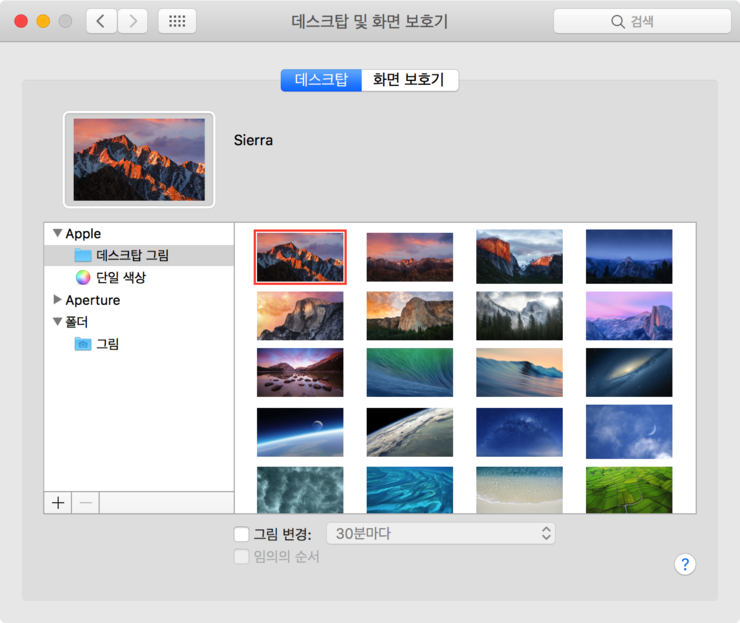 데스크탑 및 화면 보호기
검색
데스크탑
화면 보호기
Sierra
Apple
데스크탑 그림
단일 색상
Aperture
폴더
그림
그림 변경:
30분마다
임의의 순서
?